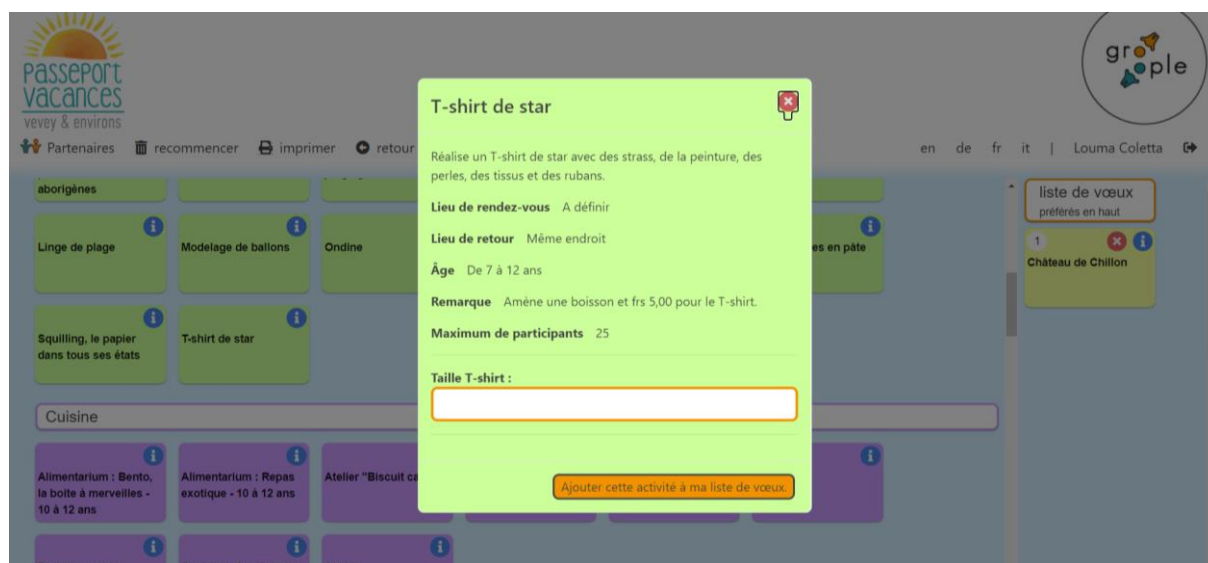 Passeport
vacances
vevey & environs
groople
Partenaires recommencer imprimer retour
en de fr it | Louma Coletta
aborigènes
Linge de plage
Modelage de ballons
Ondine
es en pâte
Squilling, le papier
dans tous ses états
T-shirt de star
Cuisine
Alimentarium : Bento,
la boite à merveilles -
10 à 12 ans
Alimentarium : Repas
exotique - 10 à 12 ans
Atelier "Biscuit ca
T-shirt de star
Réalise un T-shirt de star avec des strass, de la peinture, des
perles, des tissus et des rubans.
Lieu de rendez-vous A définir
Lieu de retour Même endroit
Âge De 7 à 12 ans
Remarque Amène une boisson et frs 5,00 pour le T-shirt.
Maximum de participants 25
Taille T-shirt :
Ajouter cette activité à ma liste de vœux.
liste de vœux
préférés en haut
1
Château de Chillon